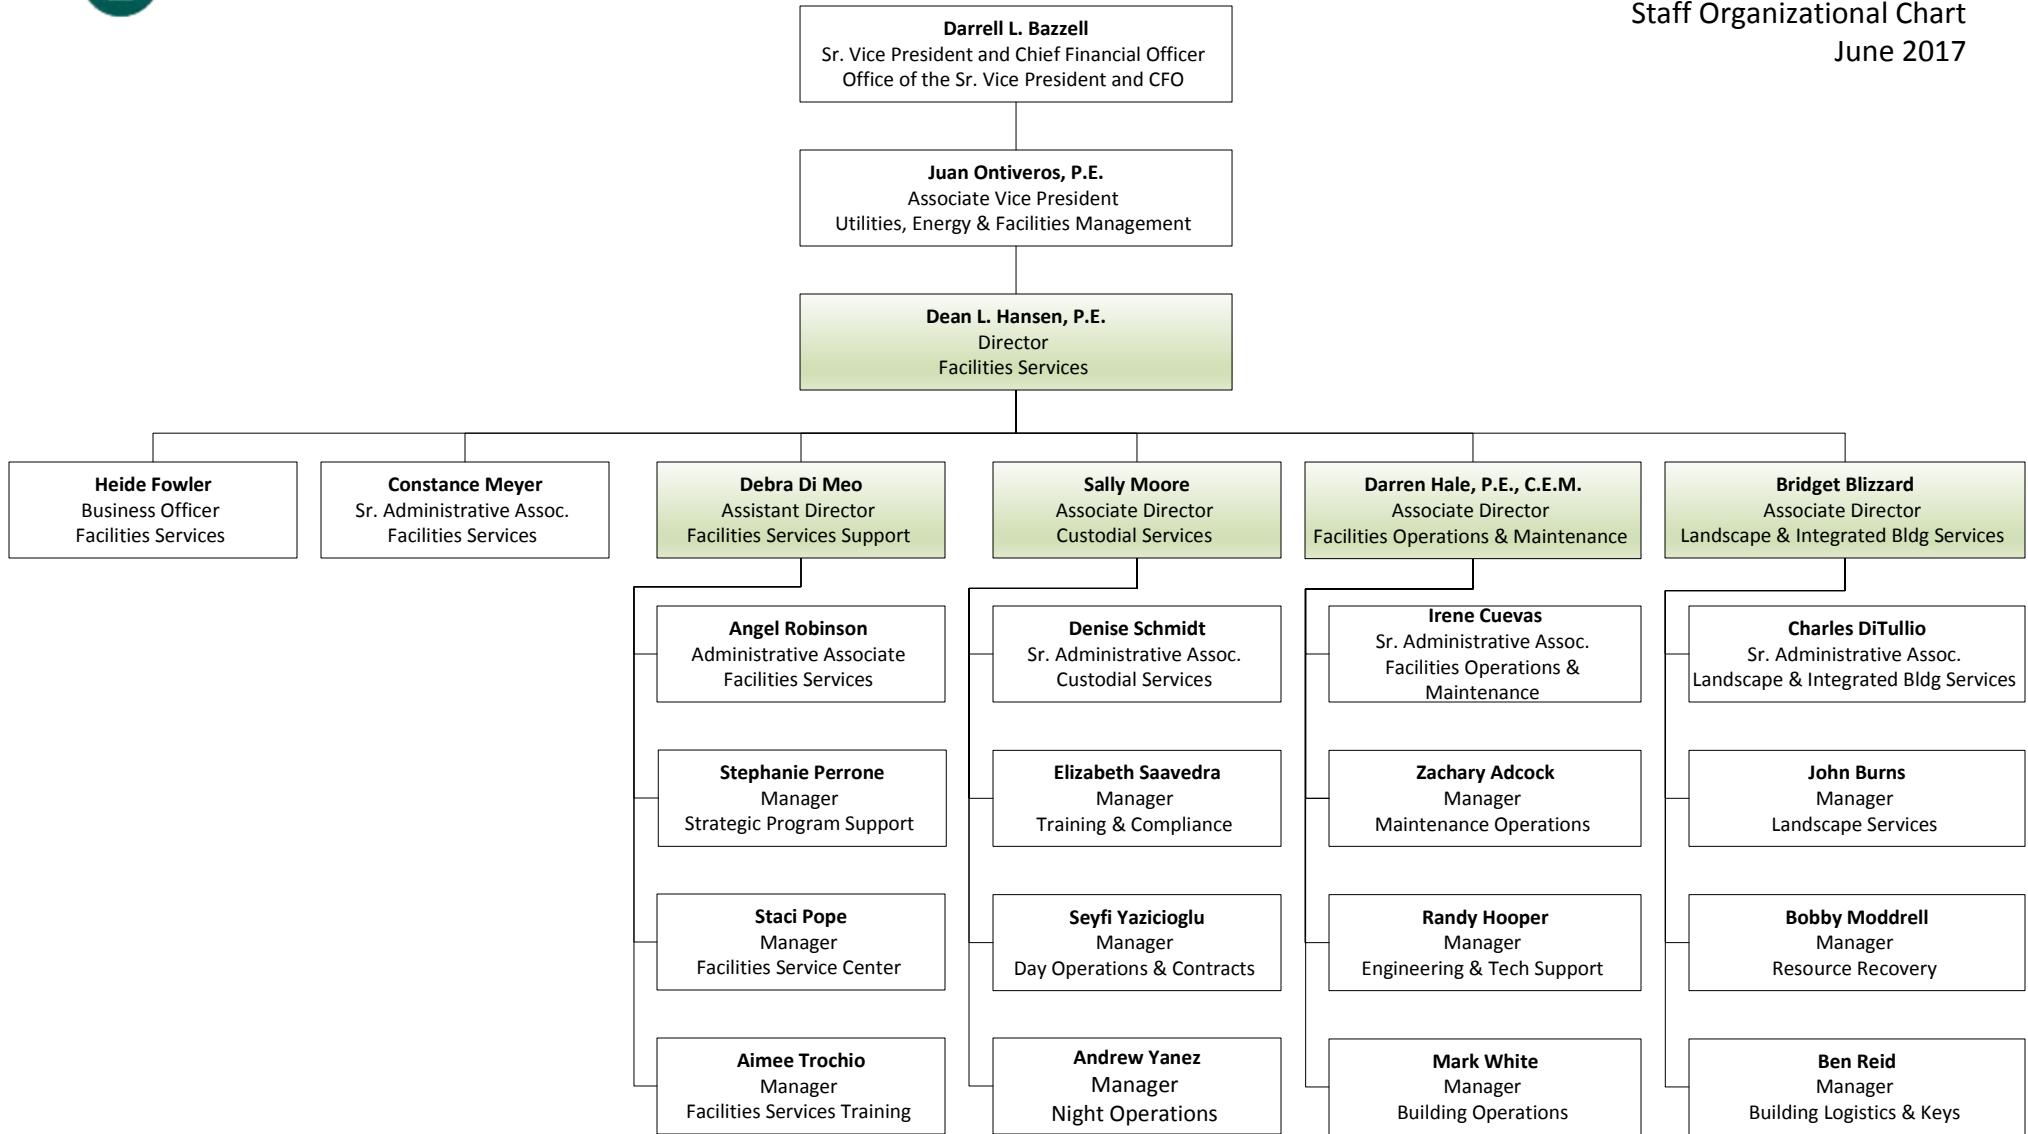 Staff Organizational Chart
June 2017
Darrell L. Bazzell
Sr. Vice President and Chief Financial Officer
Office of the Sr. Vice President and CFO
Juan Ontiveros, P.E.
Associate Vice President
Utilities, Energy & Facilities Management
Dean L. Hansen, P.E.
Director
Facilities Services
Heide Fowler
Business Officer
Facilities Services
Constance Meyer
Sr. Administrative Assoc.
Facilities Services
Debra Di Meo
Assistant Director
Facilities Services Support
Sally Moore
Associate Director
Custodial Services
Darren Hale, P.E., C.E.M.
Associate Director
Facilities Operations & Maintenance
Bridget Blizzard
Associate Director
Landscape & Integrated Bldg Services
Angel Robinson
Administrative Associate
Facilities Services
Denise Schmidt
Sr. Administrative Assoc.
Custodial Services
Irene Cuevas
Sr. Administrative Assoc.
Facilities Operations &
Maintenance
Charles DiTullio
Sr. Administrative Assoc.
Landscape & Integrated Bldg Services
Stephanie Perrone
Manager
Strategic Program Support
Elizabeth Saavedra
Manager
Training & Compliance
Zachary Adcock
Manager
Maintenance Operations
John Burns
Manager
Landscape Services
Staci Pope
Manager
Facilities Service Center
Seyfi Yazicioglu
Manager
Day Operations & Contracts
Randy Hooper
Manager
Engineering & Tech Support
Bobby Moddrell
Manager
Resource Recovery
Aimee Trochio
Manager
Facilities Services Training
Andrew Yanez
Manager
Night Operations
Mark White
Manager
Building Operations
Ben Reid
Manager
Building Logistics & Keys